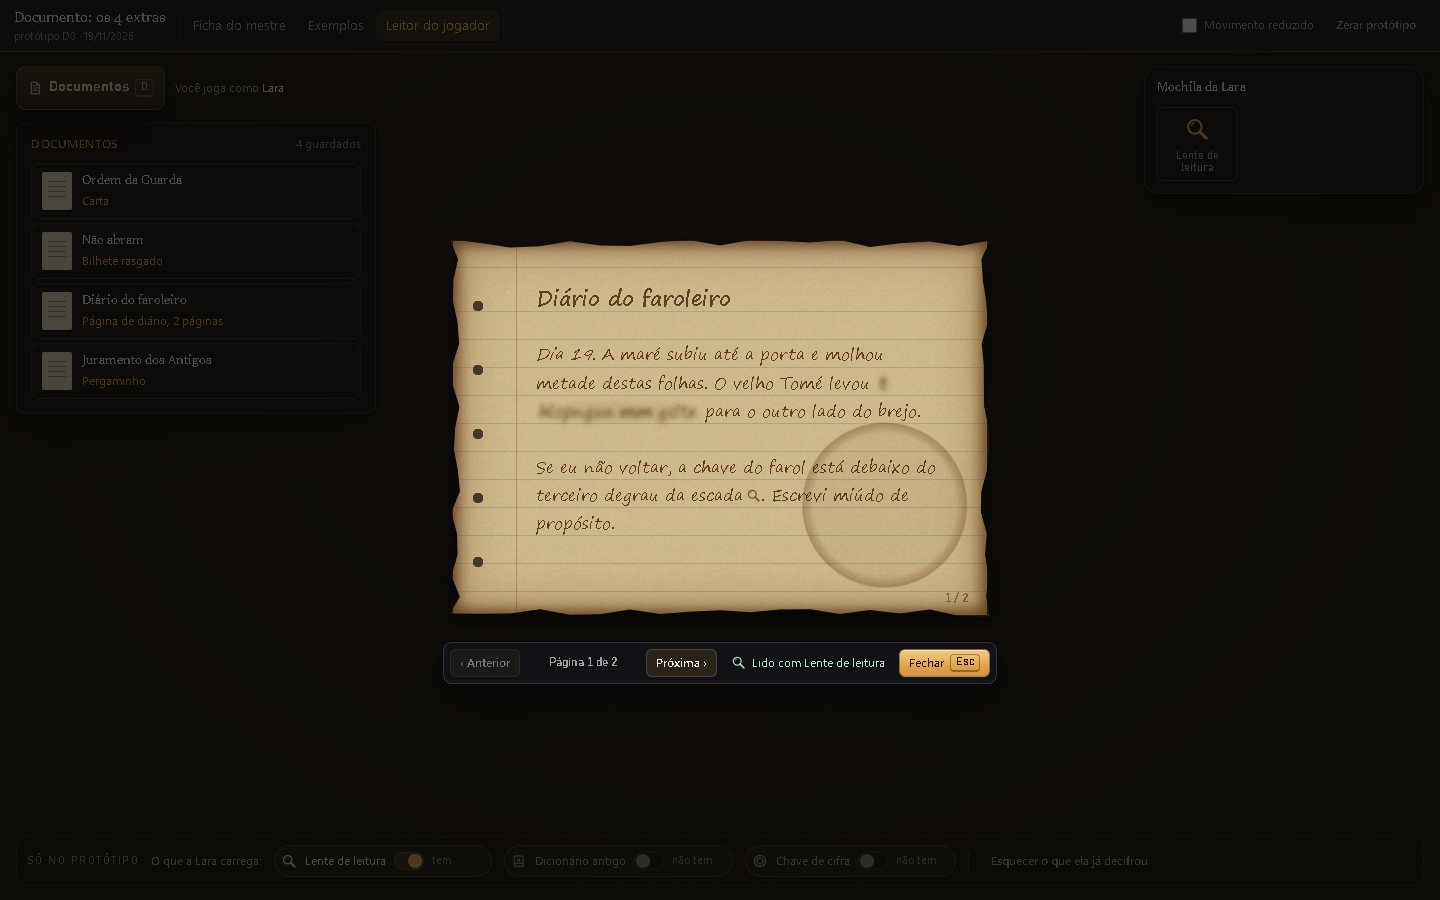 Documento: os 4 extras
protótipo D0 · 19/11/2026
Ficha do mestre
Exemplos
Leitor do jogador
Movimento reduzido
Zerar protótipo
Documentos D
Você joga como Lara
DOCUMENTOS
4 guardados
Ordem da Guarda
Carta
Não abram
Bilhete rasgado
Diário do faroleiro
Página de diário, 2 páginas
Juramento dos Antigos
Pergaminho
Mochila da Lara
Lente de
leitura
Diário do faroleiro
Dia 19. A maré subiu até a porta e molhou
metade destas folhas. O velho Tomé levou
para o outro lado do brejo.
Se eu não voltar, a chave do farol está debaixo do
terceiro degrau da escada. Escrevi miúdo de
propósito.
1 / 2
‹ Anterior
Página 1 de 2
Próxima ›
Lido com Lente de leitura
Fechar Esc
SÓ NO PROTÓTIPO
O que a Lara carrega:
Lente de leitura
tem
Dicionário antigo
não tem
Chave de cifra
não tem
Esquecer o que ela já decifrou